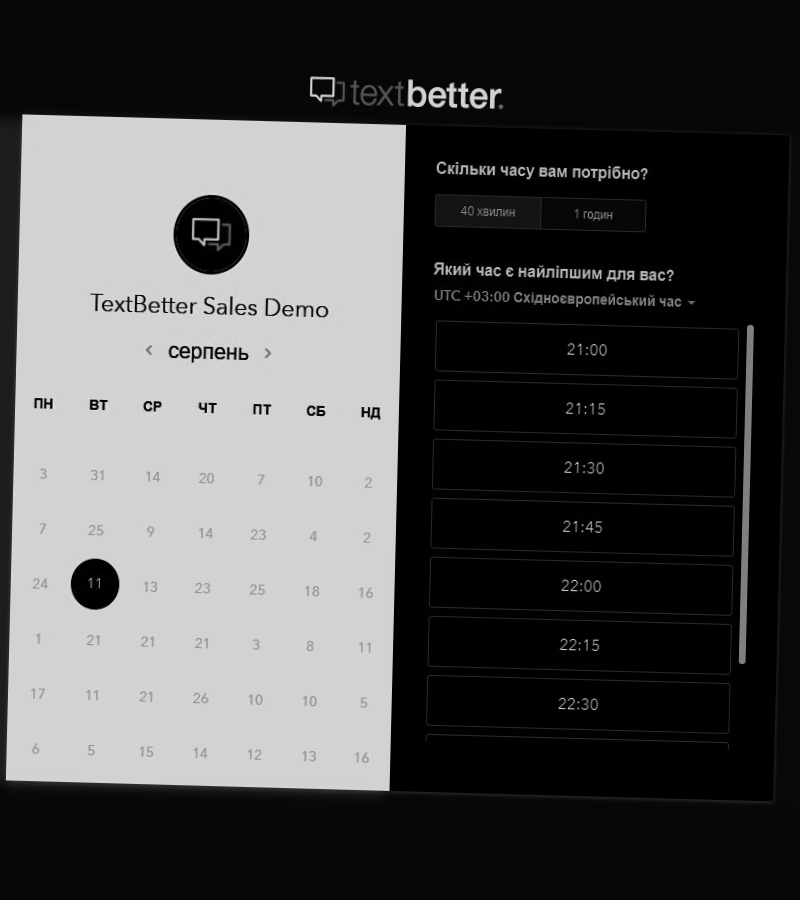 textbetter.
TextBetter Sales Demo
серпень
ПН ВТ СР ЧТ ПТ СБ НД
3 31 14 20 7 10 2
7 25 9 14 23 4 2
24 11 13 23 25 18 16
1 21 21 21 3 8 11
17 11 21 26 10 10 5
6 5 15 14 12 13 16
Скільки часу вам потрібно?
40 хвилин 1 годин
Який час є найліпшим для вас?
UTC +03:00 Східноєвропейський час
21:00
21:15
21:30
21:45
22:00
22:15
22:30